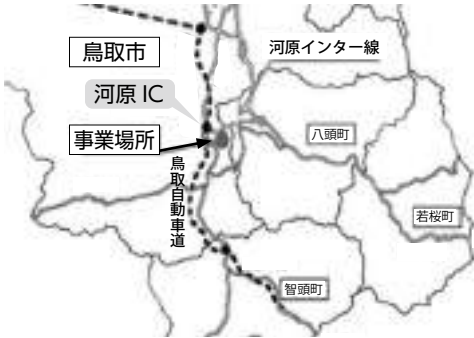 鳥取市
河原インター線
河原 IC
事業場所
八頭町
鳥取自動車道
若桜町
智頭町